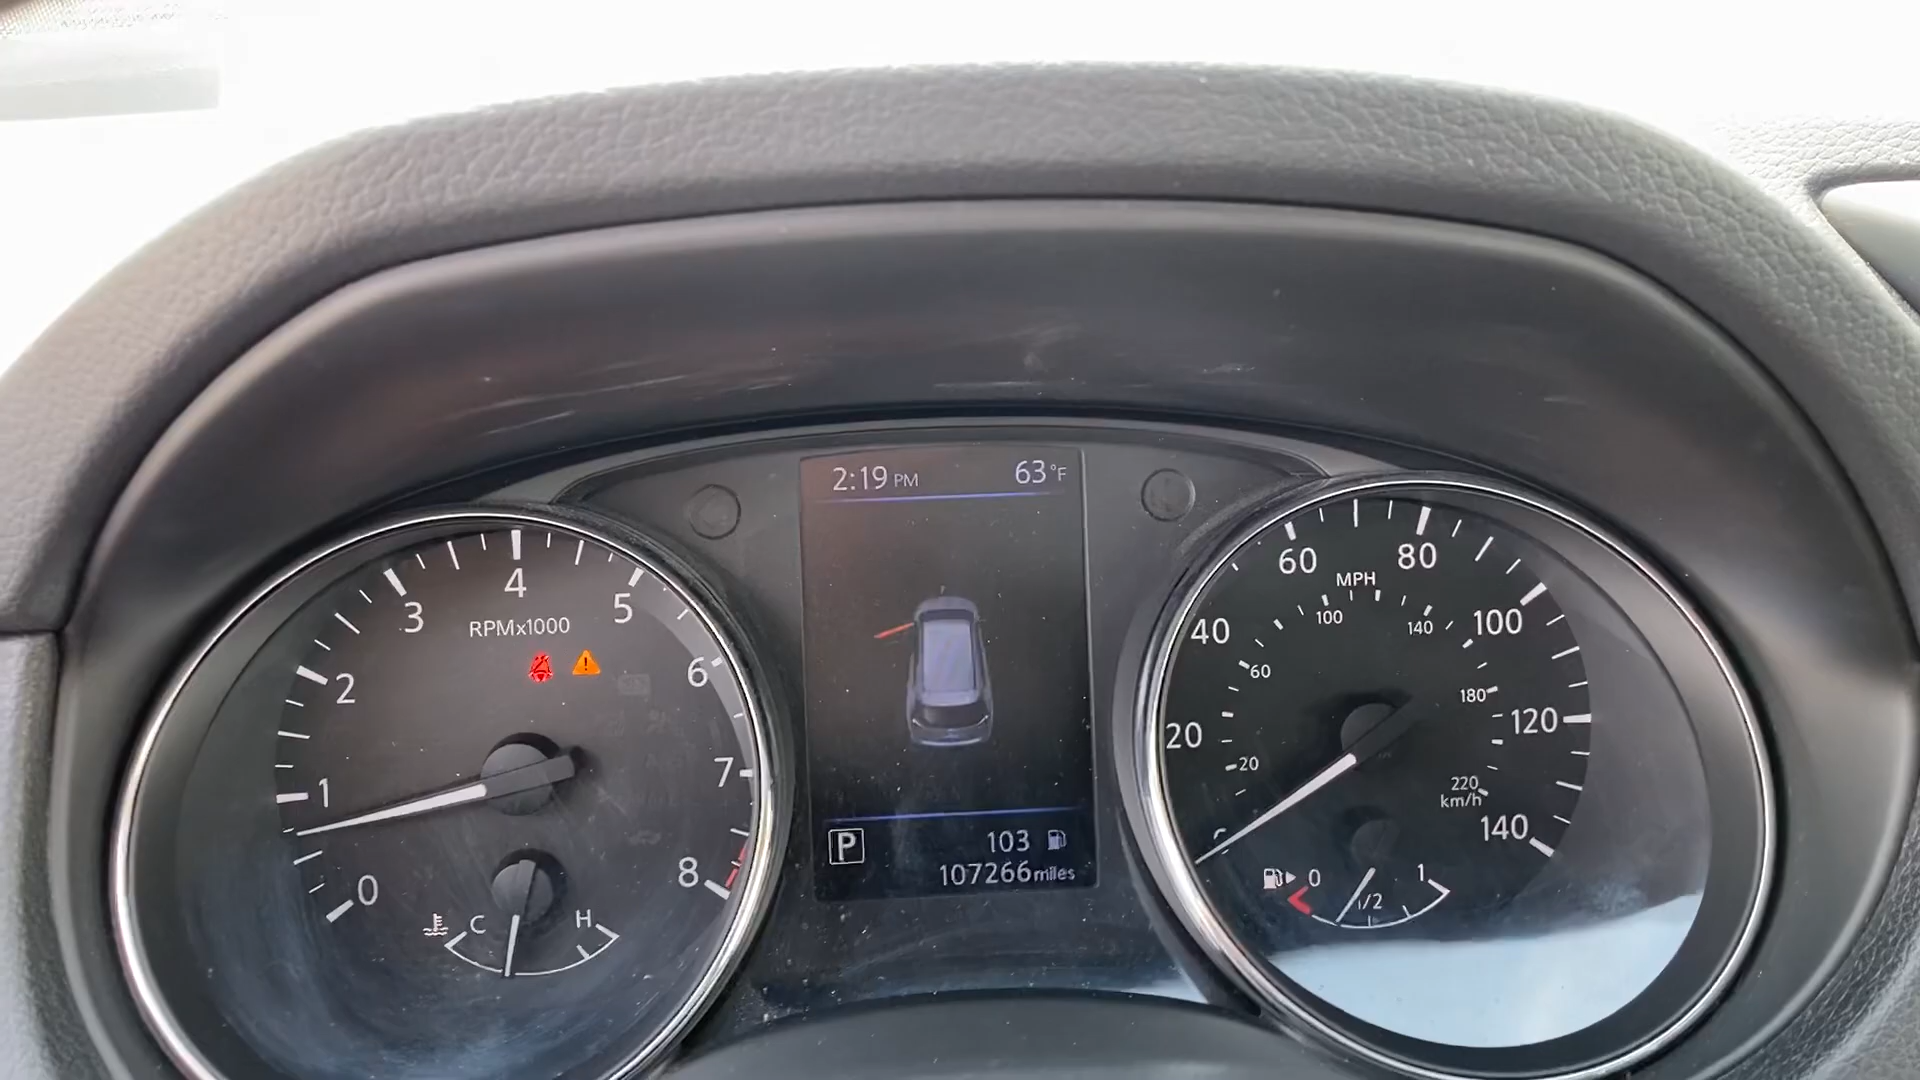 2:19 PM 63°F
4
3 5
RPMx1000
2 6
1 7
0 8
C H
P 103
107266 miles
60 80
MPH
40 100 140 100
60
20 180 120
20 220
km/h
140
0 1/2 1